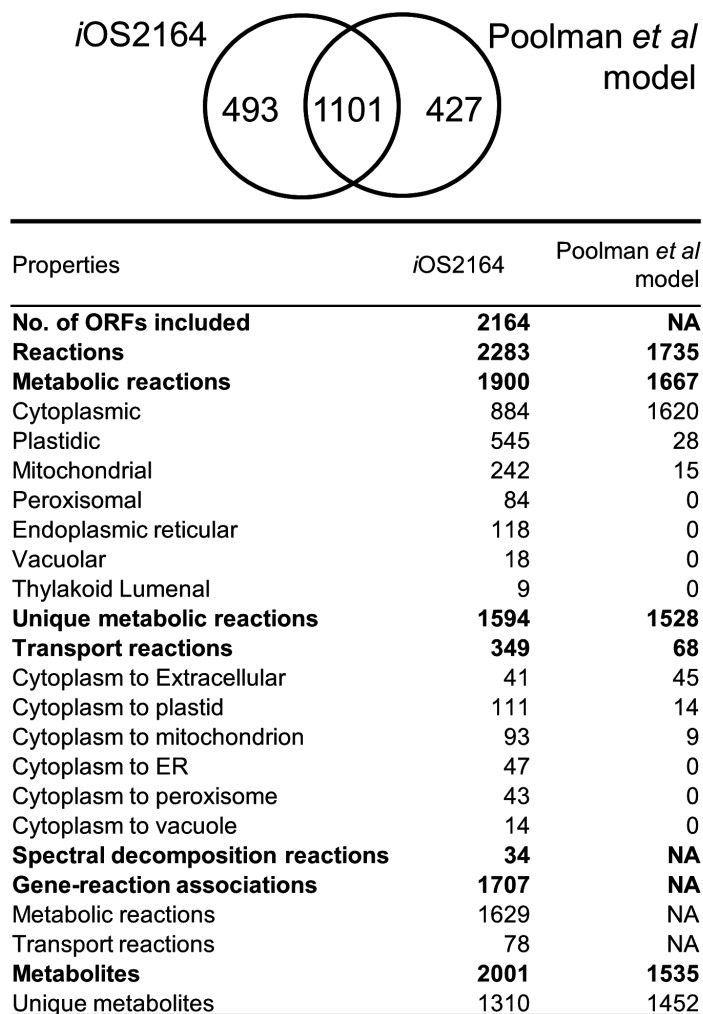 iOS2164
Poolman et al
model
493 1101 427
Properties iOS2164 Poolman et al
model
No. of ORFs included 2164 NA
Reactions 2283 1735
Metabolic reactions 1900 1667
Cytoplasmic 884 1620
Plastidic 545 28
Mitochondrial 242 15
Peroxisomal 84 0
Endoplasmic reticular 118 0
Vacuolar 18 0
Thylakoid Lumenal 9 0
Unique metabolic reactions 1594 1528
Transport reactions 349 68
Cytoplasm to Extracellular 41 45
Cytoplasm to plastid 111 14
Cytoplasm to mitochondrion 93 9
Cytoplasm to ER 47 0
Cytoplasm to peroxisome 43 0
Cytoplasm to vacuole 14 0
Spectral decomposition reactions 34 NA
Gene-reaction associations 1707 NA
Metabolic reactions 1629 NA
Transport reactions 78 NA
Metabolites 2001 1535
Unique metabolites 1310 1452